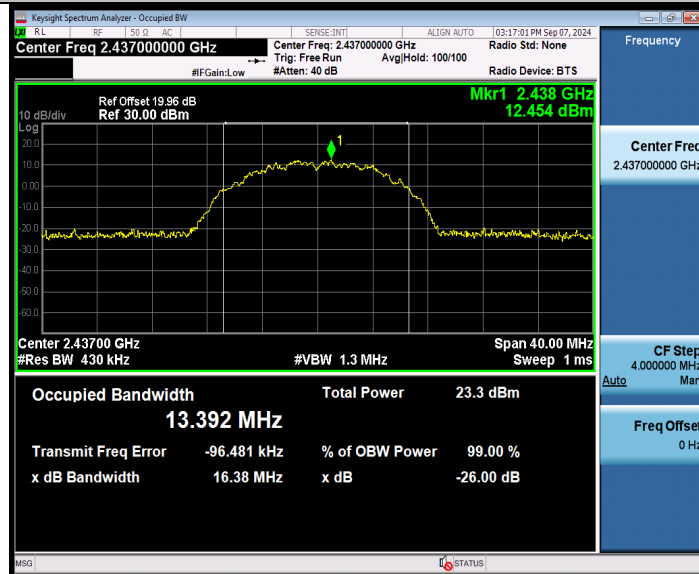 Keysight Spectrum Analyzer - Occupied BW
LXI RL RF 50 Ω AC SENSE:INT ALIGN AUTO 03:17:01 PM Sep 07, 2024
Center Freq 2.437000000 GHz
Center Freq: 2.437000000 GHz
Radio Std: None
Trig: Free Run Avg|Hold: 100/100
#IFGain:Low #Atten: 40 dB Radio Device: BTS
Frequency
Ref Offset 19.96 dB
Mkr1 2.438 GHz
10 dB/div Ref 30.00 dBm 12.454 dBm
Log
1
20.0
10.0
0.00
-10.0
-20.0
-30.0
-40.0
-50.0
-60.0
Center 2.43700 GHz Span 40.00 MHz
#Res BW 430 kHz #VBW 1.3 MHz Sweep 1 ms
Center Freq
2.437000000 GHz
CF Step
4.000000 MHz
Auto Man
Freq Offset
0 Hz
Occupied Bandwidth Total Power 23.3 dBm
13.392 MHz
Transmit Freq Error -96.481 kHz % of OBW Power 99.00 %
x dB Bandwidth 16.38 MHz x dB -26.00 dB
MSG STATUS